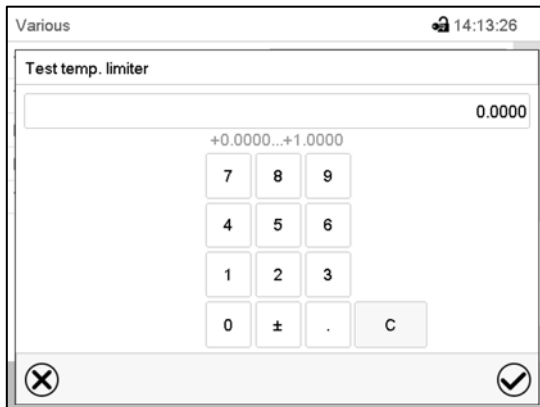 Various 14:13:26
Test temp. limiter
0.0000
+0.0000...+1.0000
7 8 9
4 5 6
1 2 3
0 ± . C